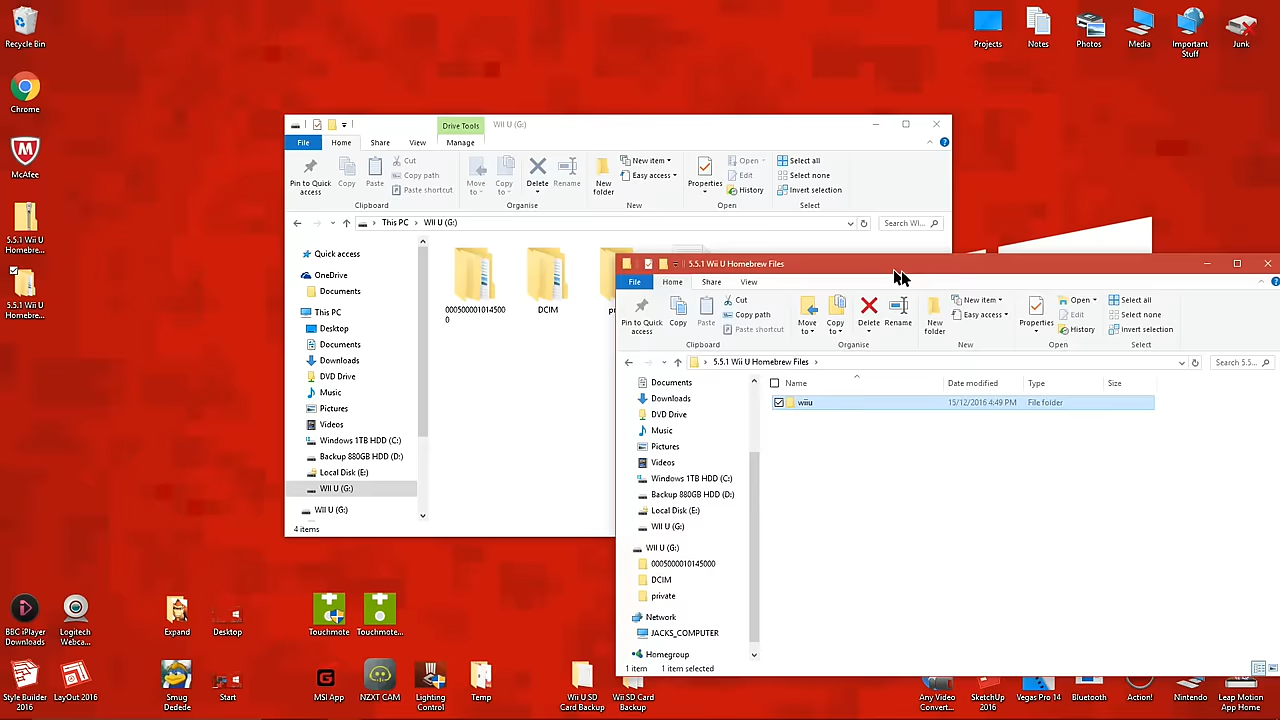 Recycle Bin
Chrome
McAfee
5.5.1 Wii U
Homebre...
5.5.1 Wii U
Homebre...
Projects
Notes
Photos
Media
Important
Stuff
Junk
Drive Tools
WII U (G:)
File
Home
Share
View
Manage
Pin to Quick
access
Copy
Paste
Cut
Copy path
Paste shortcut
Clipboard
Move
to
Copy
to
Delete
Rename
Organise
New
folder
New item
Easy access
New
Properties
Open
Edit
History
Open
Select all
Select none
Invert selection
Select
This PC
WII U (G:)
Search Wi...
Quick access
OneDrive
Documents
This PC
Desktop
Documents
Downloads
DVD Drive
Music
Pictures
Videos
Windows 1TB HDD (C:)
Backup 880GB HDD (D:)
Local Disk (E:)
WII U (G:)
WII U (G:)
4 items
000500001014500
0
DCIM
5.5.1 Wii U Homebrew Files
File
Home
Share
View
Pin to Quick
access
Copy
Paste
Cut
Copy path
Paste shortcut
Clipboard
Move
to
Copy
to
Delete
Rename
Organise
New
folder
New item
Easy access
New
Properties
Open
Edit
History
Open
Select all
Select none
Invert selection
Select
5.5.1 Wii U Homebrew Files
Search 5.5...
Documents
Downloads
DVD Drive
Music
Pictures
Videos
Windows 1TB HDD (C:)
Backup 880GB HDD (D:)
Local Disk (E:)
WII U (G:)
WII U (G:)
0005000010145000
DCIM
private
Network
JACKS_COMPUTER
Homegroup
Name
Date modified
Type
Size
wiiu
15/12/2016 4:49 PM
File folder
1 item
1 item selected
BBC iPlayer
Downloads
Logitech
Webca...
Expand
Desktop
Touchmote
Touchmote...
Style Builder
2016
LayOut 2016
Smug
Dedede
Start
MSI App
NZXT CAM
Lighting
Control
Temp
Wii U SD
Card Backup
Wii SD Card
Backup
Any Video
Convert...
SketchUp
2016
Vegas Pro 14
Bluetooth
Action!
Nintendo
Leap Motion
App Home